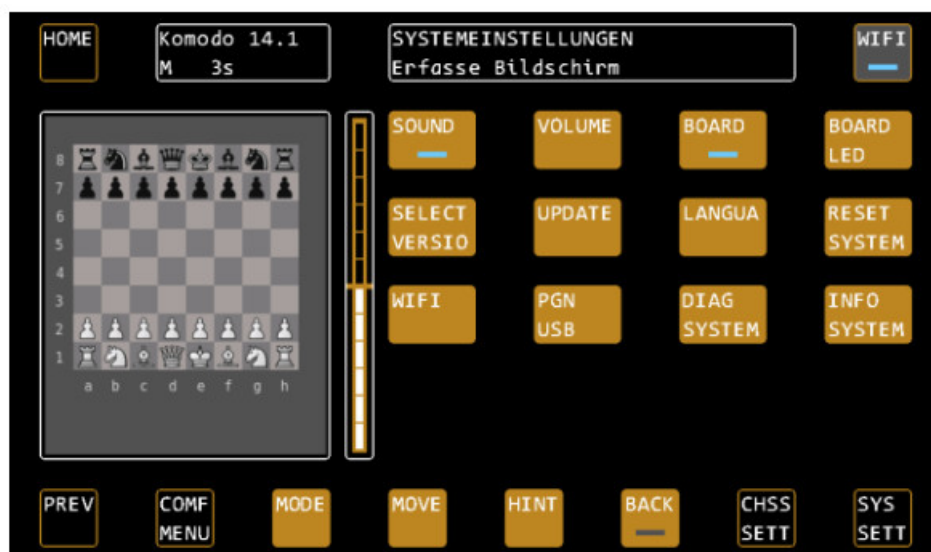 HOME
Komodo 14.1
M 3s
SYSTEMEINSTELLUNGEN
Erfasse Bildschirm
WIFI
8
7
6
5
4
3
2
1
a b c d e f g h
SOUND
VOLUME
BOARD
BOARD
LED
SELECT
VERSIO
UPDATE
LANGUA
RESET
SYSTEM
WIFI
PGN
USB
DIAG
SYSTEM
INFO
SYSTEM
PREV
COMF
MENU
MODE
MOVE
HINT
BACK
CHSS
SETT
SYS
SETT